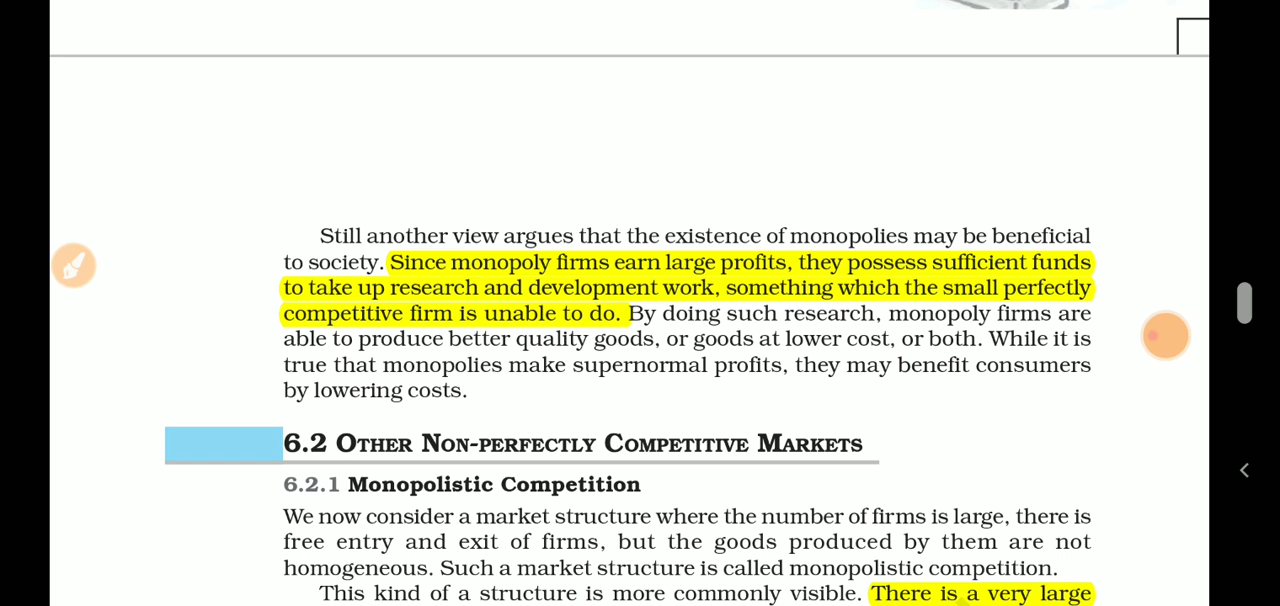 Still another view argues that the existence of monopolies may be beneficial
to society. Since monopoly firms earn large profits, they possess sufficient funds
to take up research and development work, something which the small perfectly
competitive firm is unable to do. By doing such research, monopoly firms are
able to produce better quality goods, or goods at lower cost, or both. While it is
true that monopolies make supernormal profits, they may benefit consumers
by lowering costs.
6.2 OTHER NON-PERFECTLY COMPETITIVE MARKETS
6.2.1 Monopolistic Competition
We now consider a market structure where the number of firms is large, there is
free entry and exit of firms, but the goods produced by them are not
homogeneous. Such a market structure is called monopolistic competition.
This kind of a structure is more commonly visible. There is a very large